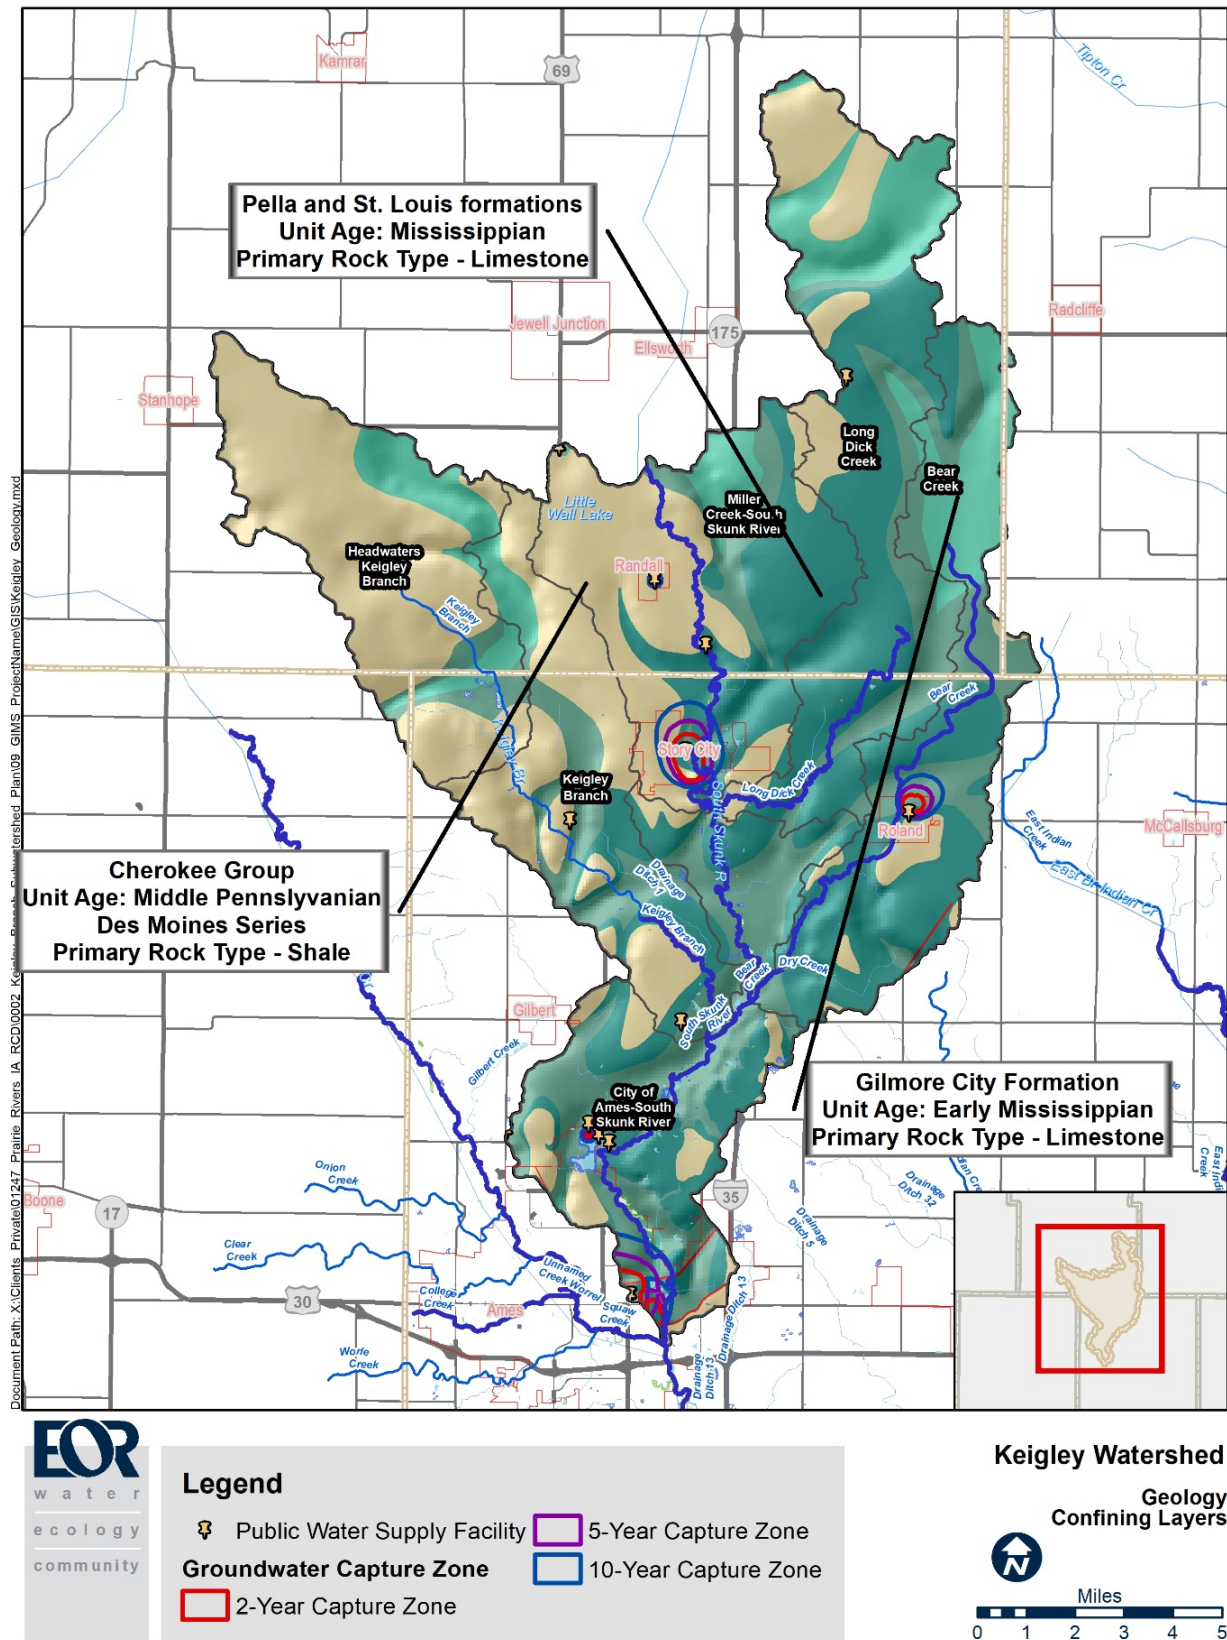 Kamrar
69
Tipton Cr
Pella and St. Louis formations
Unit Age: Mississippian
Primary Rock Type - Limestone
Jewell Junction
Ellsworth
175
Radcliffe
Stanhope
Long
Dick
Creek
Bear
Creek
Little
Wall Lake
Miller
Creek-South
Skunk River
Headwaters
Keigley
Branch
Randall
Keigley
Branch
Bear
Creek
Keigley Br
Story City
Long Dick Creek
South Skunk R
Keigley
Branch
Roland
East Indian
Creek
McCallsburg
East Br Indian Cr
Cherokee Group
Unit Age: Middle Pennslyvanian
Des Moines Series
Primary Rock Type - Shale
Drainage
Ditch 1
Keigley Branch
Bear
Creek
Dry Creek
South Skunk
River
Gilbert
Gilbert Creek
City of
Ames-South
Skunk River
Gilmore City Formation
Unit Age: Early Mississippian
Primary Rock Type - Limestone
Onion
Creek
Boone
17
35
Drainage
Ditch 32
Drainage
Ditch 5
Clear
Creek
Unnamed
Creek Worrel
College
Creek
Ames
Squaw
Creek
30
Worle
Creek
Drainage
Ditch 13
Drainage Ditch 13
Document Path: X:\Clients_Private\01247_Prairie_Rivers_IA_RCD\0002_Keigley_Branch_Subwatershed_Plan\09_GIMS_ProjectName\GIS\Keigley_Geology.mxd
EOR
water
ecology
community
Legend
Public Water Supply Facility
Groundwater Capture Zone
2-Year Capture Zone
5-Year Capture Zone
10-Year Capture Zone
Keigley Watershed
Geology
Confining Layers
N
Miles
0 1 2 3 4 5